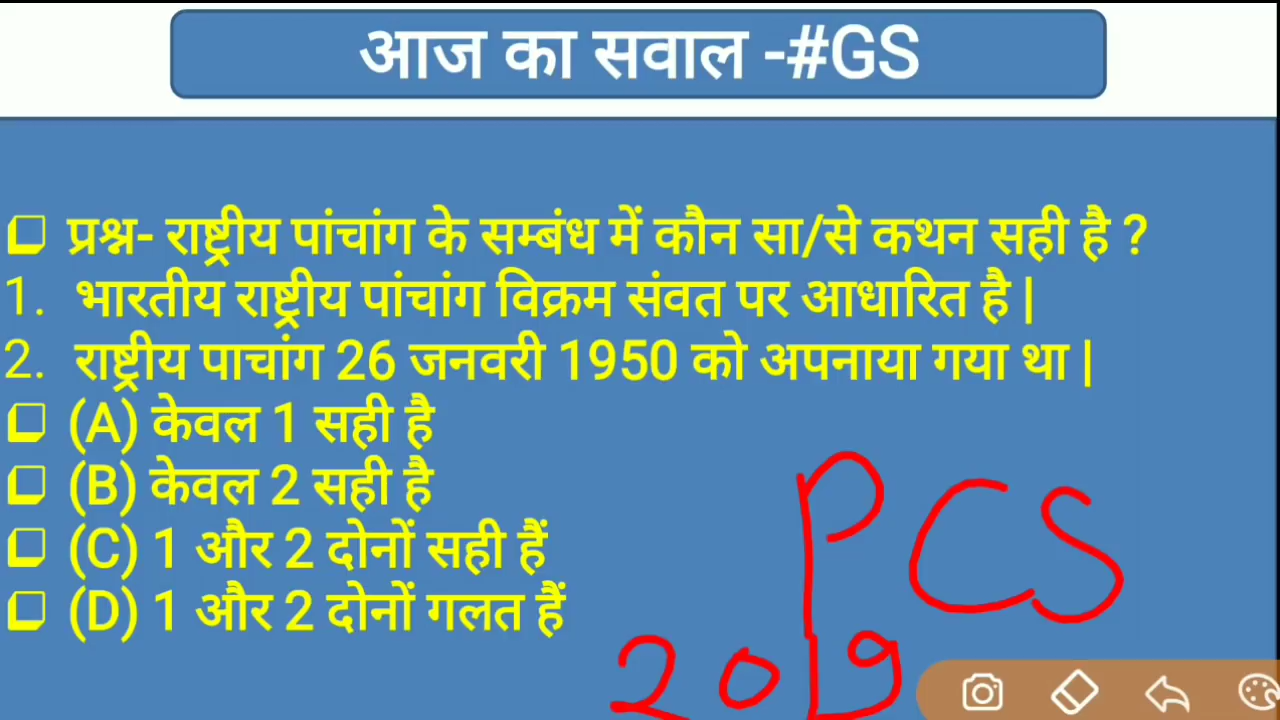 आज का सवाल -#GS
प्रश्न- राष्ट्रीय पांचांग के सम्बंध में कौन सा/से कथन सही है ?
1. भारतीय राष्ट्रीय पांचांग विक्रम संवत पर आधारित है |
2. राष्ट्रीय पाचांग 26 जनवरी 1950 को अपनाया गया था |
(A) केवल 1 सही है
(B) केवल 2 सही है
(C) 1 और 2 दोनों सही हैं
(D) 1 और 2 दोनों गलत हैं
PCS
2019